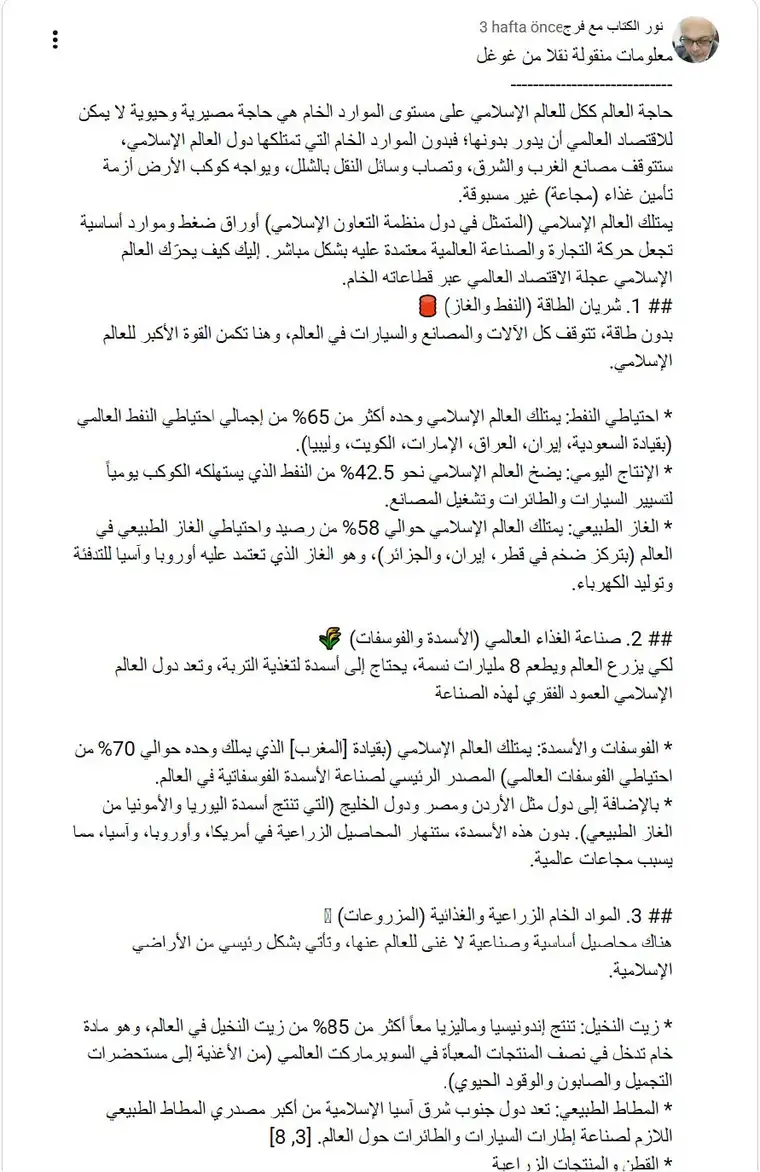 نور الكتاب مع فرج 3 hafta önce
معلومات منقولة نقلا من غوغل
-----------------------------
حاجة العالم ككل للعالم الإسلامي على مستوى الموارد الخام هي حاجة مصيرية وحيوية لا يمكن
للاقتصاد العالمي أن يدور بدونها؛ فبدون الموارد الخام التي تمتلكها دول العالم الإسلامي،
ستتوقف مصانع الغرب والشرق، وتصاب وسائل النقل بالشلل، ويواجه كوكب الأرض أزمة
تأمين غذاء (مجاعة) غير مسبوقة.
يمتلك العالم الإسلامي (المتمثل في دول منظمة التعاون الإسلامي) أوراق ضغط وموارد أساسية
تجعل حركة التجارة والصناعة العالمية معتمدة عليه بشكل مباشر. إليك كيف يحرّك العالم
الإسلامي عجلة الاقتصاد العالمي عبر قطاعاته الخام.
## 1. شريان الطاقة (النفط والغاز) 🛢️
بدون طاقة، تتوقف كل الآلات والمصانع والسيارات في العالم، وهنا تكمن القوة الأكبر للعالم
الإسلامي.
* احتياطي النفط: يمتلك العالم الإسلامي وحده أكثر من 65% من إجمالي احتياطي النفط العالمي
(بقيادة السعودية، إيران، العراق، الإمارات، الكويت، وليبيا).
* الإنتاج اليومي: يضخ العالم الإسلامي نحو 42.5% من النفط الذي يستهلكه الكوكب يومياً
لتسيير السيارات والطائرات وتشغيل المصانع.
* الغاز الطبيعي: يمتلك العالم الإسلامي حوالي 58% من رصيد واحتياطي الغاز الطبيعي في
العالم (بتركز ضخم في قطر، إيران، والجزائر)، وهو الغاز الذي تعتمد عليه أوروبا وآسيا للتدفئة
وتوليد الكهرباء.
## 2. صناعة الغذاء العالمي (الأسمدة والفوسفات) 🌾
لكي يزرع العالم ويطعم 8 مليارات نسمة، يحتاج إلى أسمدة لتغذية التربة، وتعد دول العالم
الإسلامي العمود الفقري لهذه الصناعة
* الفوسفات والأسمدة: يمتلك العالم الإسلامي (بقيادة [المغرب] الذي يملك وحده حوالي 70% من
احتياطي الفوسفات العالمي) المصدر الرئيسي لصناعة الأسمدة الفوسفاتية في العالم.
* بالإضافة إلى دول مثل الأردن ومصر ودول الخليج (التي تنتج أسمدة اليوريا والأمونيا من
الغاز الطبيعي). بدون هذه الأسمدة، ستنهار المحاصيل الزراعية في أمريكا، وأوروبا، وآسيا، مما
يسبب مجاعات عالمية.
## 3. المواد الخام الزراعية والغذائية (المزروعات)
هناك محاصيل أساسية وصناعية لا غنى للعالم عنها، وتأتي بشكل رئيسي من الأراضي
الإسلامية.
* زيت النخيل: تنتج إندونيسيا وماليزيا معاً أكثر من 85% من زيت النخيل في العالم، وهو مادة
خام تدخل في نصف المنتجات المعبأة في السوبرماركت العالمي (من الأغذية إلى مستحضرات
التجميل والصابون والوقود الحيوي).
* المطاط الطبيعي: تعد دول جنوب شرق آسيا الإسلامية من أكبر مصدري المطاط الطبيعي
اللازم لصناعة إطارات السيارات والطائرات حول العالم. [3, 8]
* القطن والمنتجات الزراعية